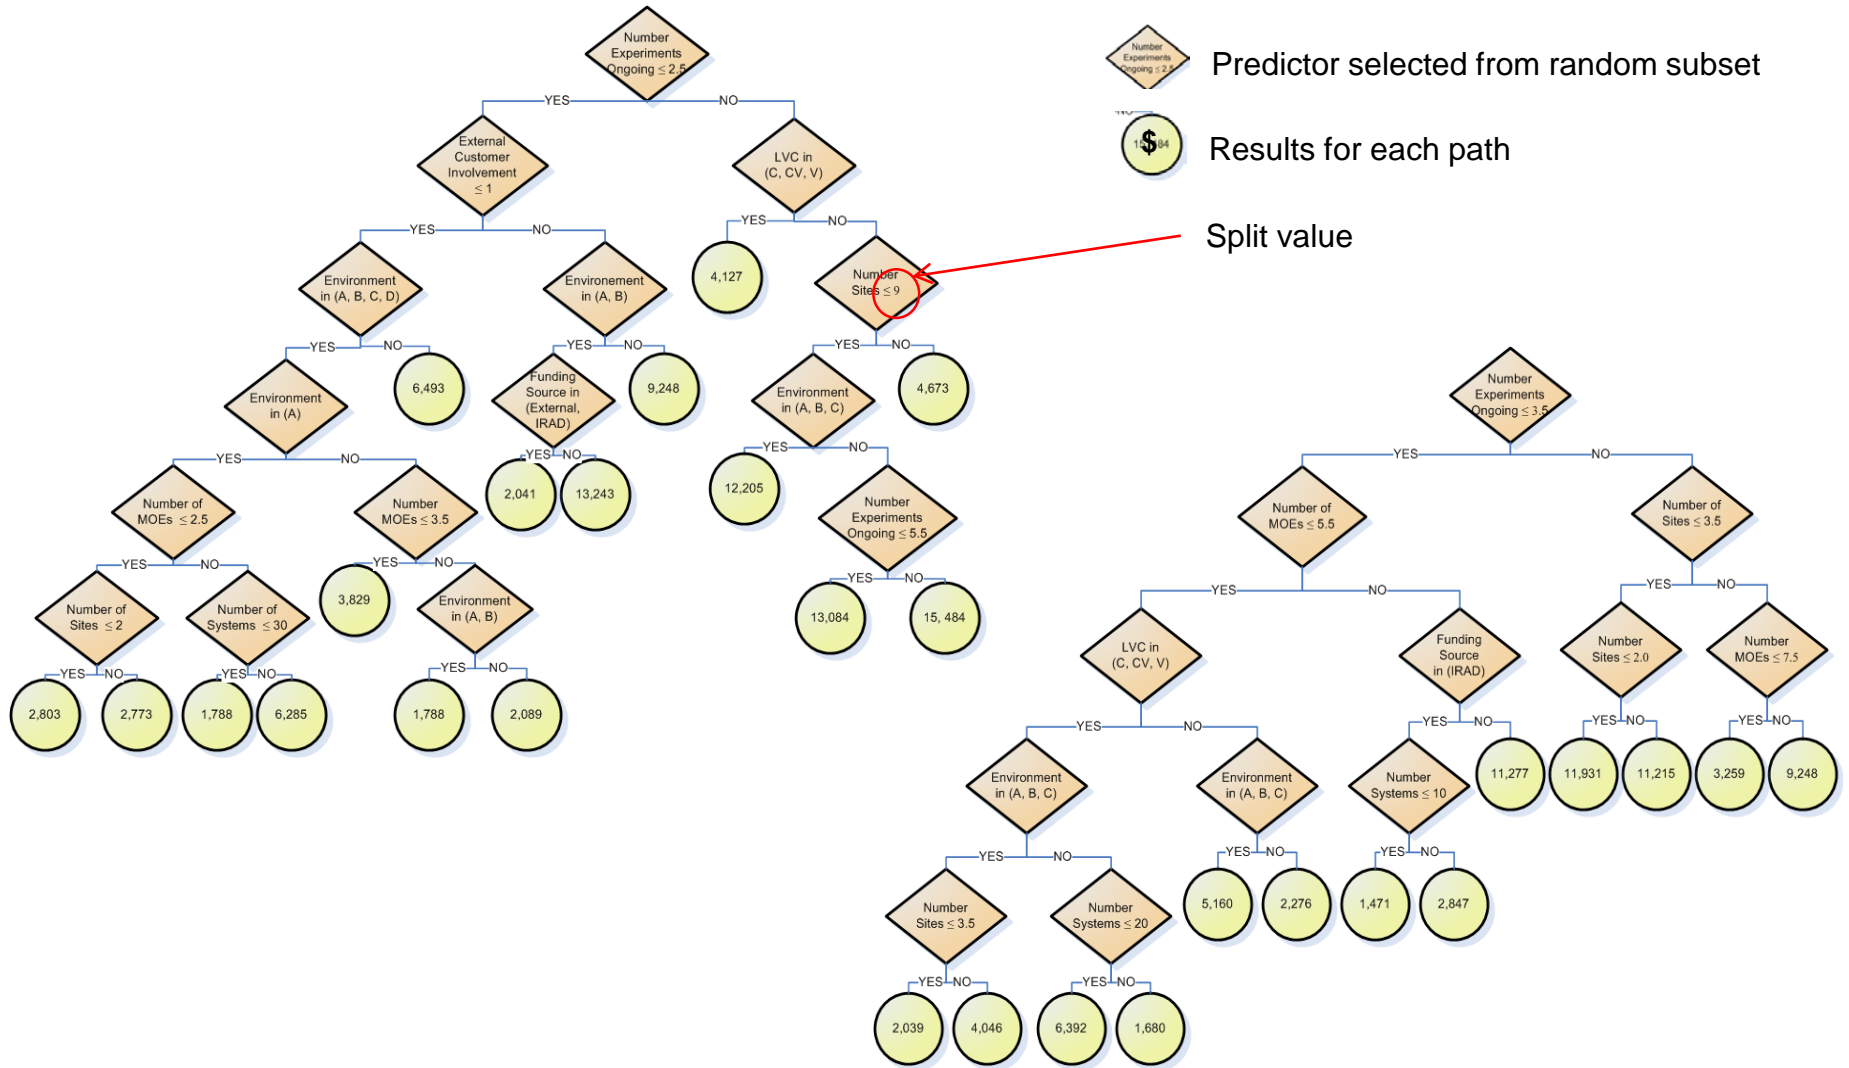 Number
Experiments
Ongoing ≤ 2.5
YES
NO
External
Customer
Involvement
≤ 1
LVC in
(C, CV, V)
YES
NO
YES
NO
Environment
in (A, B, C, D)
Environement
in (A, B)
4,127
Number
Sites ≤ 9
YES
NO
YES
NO
YES
NO
Environment
in (A)
6,493
Funding
Source in
(External,
IRAD)
9,248
Environment
in (A, B, C)
4,673
YES
NO
YES
NO
YES
NO
Number of
MOEs ≤ 2.5
Number
MOEs ≤ 3.5
2,041
13,243
12,205
Number
Experiments
Ongoing ≤ 5.5
YES
NO
YES
NO
YES
NO
Number of
Sites ≤ 2
Number of
Systems ≤ 30
3,829
Environment
in (A, B)
13,084
15, 484
YES
NO
YES
NO
YES
NO
2,803
2,773
1,788
6,285
1,788
2,089
Number
Experiments
Ongoing ≤ 2.5
Predictor selected from random subset
NO
$
Results for each path
Split value
Number
Experiments
Ongoing ≤ 3.5
YES
NO
Number of
MOEs ≤ 5.5
Number of
Sites ≤ 3.5
YES
NO
YES
NO
LVC in
(C, CV, V)
Funding
Source
in (IRAD)
Number
Sites ≤ 2.0
Number
MOEs ≤ 7.5
YES
NO
YES
NO
YES
NO
YES
NO
Environment
in (A, B, C)
Environment
in (A, B, C)
Number
Systems ≤ 10
11,277
11,931
11,215
3,259
9,248
YES
NO
YES
NO
YES
NO
Number
Sites ≤ 3.5
Number
Systems ≤ 20
5,160
2,276
1,471
2,847
YES
NO
YES
NO
2,039
4,046
6,392
1,680